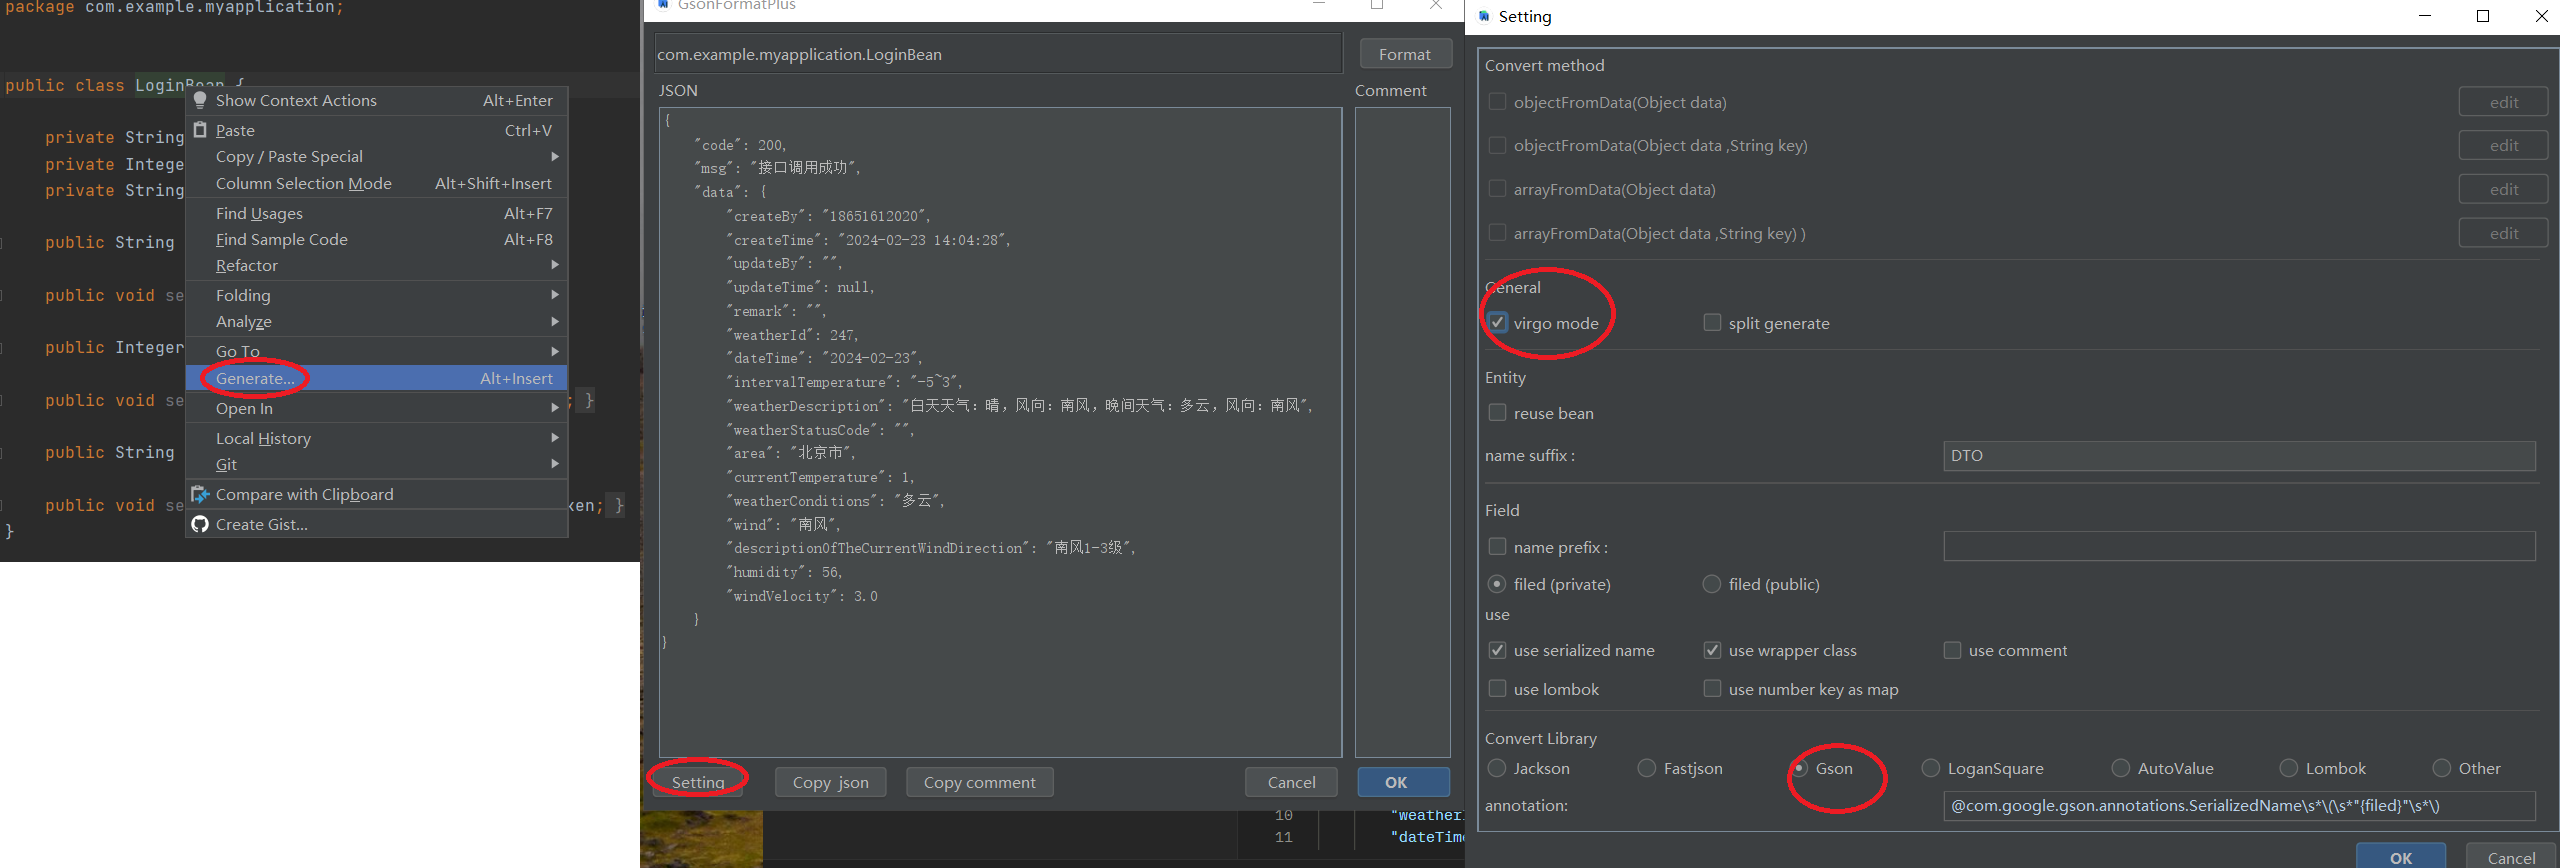 package com.example.myapplication;
public class LoginBean {
private String
private Intege
private String
public String
public void se
public Integer
public void se ; }
public String
public void se ken; }
}
Show Context Actions Alt+Enter
Paste Ctrl+V
Copy / Paste Special
Column Selection Mode Alt+Shift+Insert
Find Usages Alt+F7
Find Sample Code Alt+F8
Refactor
Folding
Analyze
Go To
Generate... Alt+Insert
Open In
Local History
Git
Compare with Clipboard
Create Gist...
GsonFormatPlus
com.example.myapplication.LoginBean Format
JSON Comment
{
"code": 200,
"msg": "接口调用成功",
"data": {
"createBy": "18651612020",
"createTime": "2024-02-23 14:04:28",
"updateBy": "",
"updateTime": null,
"remark": "",
"weatherId": 247,
"dateTime": "2024-02-23",
"intervalTemperature": "-5~3",
"weatherDescription": "白天天气：晴，风向：南风，晚间天气：多云，风向：南风",
"weatherStatusCode": "",
"area": "北京市",
"currentTemperature": 1,
"weatherConditions": "多云",
"wind": "南风",
"descriptionOfTheCurrentWindDirection": "南风1-3级",
"humidity": 56,
"windVelocity": 3.0
}
}
Setting Copy json Copy comment Cancel OK
10 "weather
11 "dateTime
Setting
Convert method
objectFromData(Object data) edit
objectFromData(Object data ,String key) edit
arrayFromData(Object data) edit
arrayFromData(Object data ,String key) ) edit
General
virgo mode split generate
Entity
reuse bean
name suffix : DTO
Field
name prefix :
filed (private) filed (public)
use
use serialized name use wrapper class use comment
use lombok use number key as map
Convert Library
Jackson Fastjson Gson LoganSquare AutoValue Lombok Other
annotation: @com.google.gson.annotations.SerializedName\s*\(\s*"{filed}"\s*\)
OK Cancel